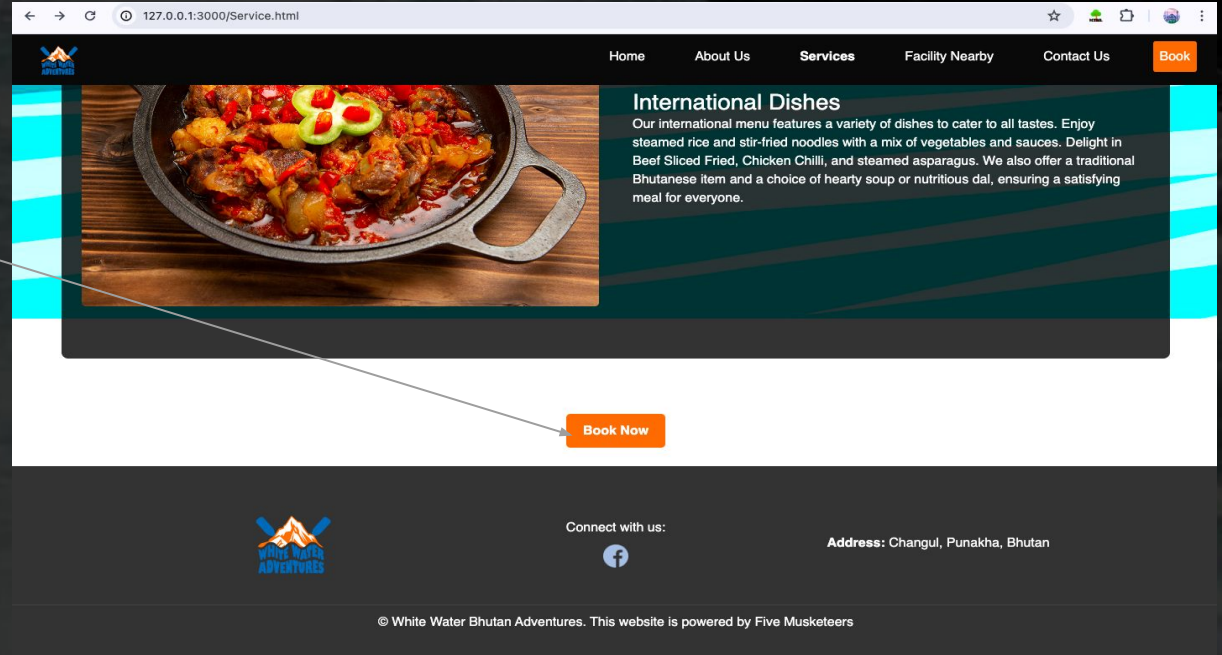 127.0.0.1:3000/Service.html
WHITE WATER
ADVENTURES
Home About Us Services Facility Nearby Contact Us Book
International Dishes
Our international menu features a variety of dishes to cater to all tastes. Enjoy
steamed rice and stir-fried noodles with a mix of vegetables and sauces. Delight in
Beef Sliced Fried, Chicken Chilli, and steamed asparagus. We also offer a traditional
Bhutanese item and a choice of hearty soup or nutritious dal, ensuring a satisfying
meal for everyone.
Book Now
WHITE WATER
ADVENTURES
Connect with us:
Address: Changul, Punakha, Bhutan
© White Water Bhutan Adventures. This website is powered by Five Musketeers